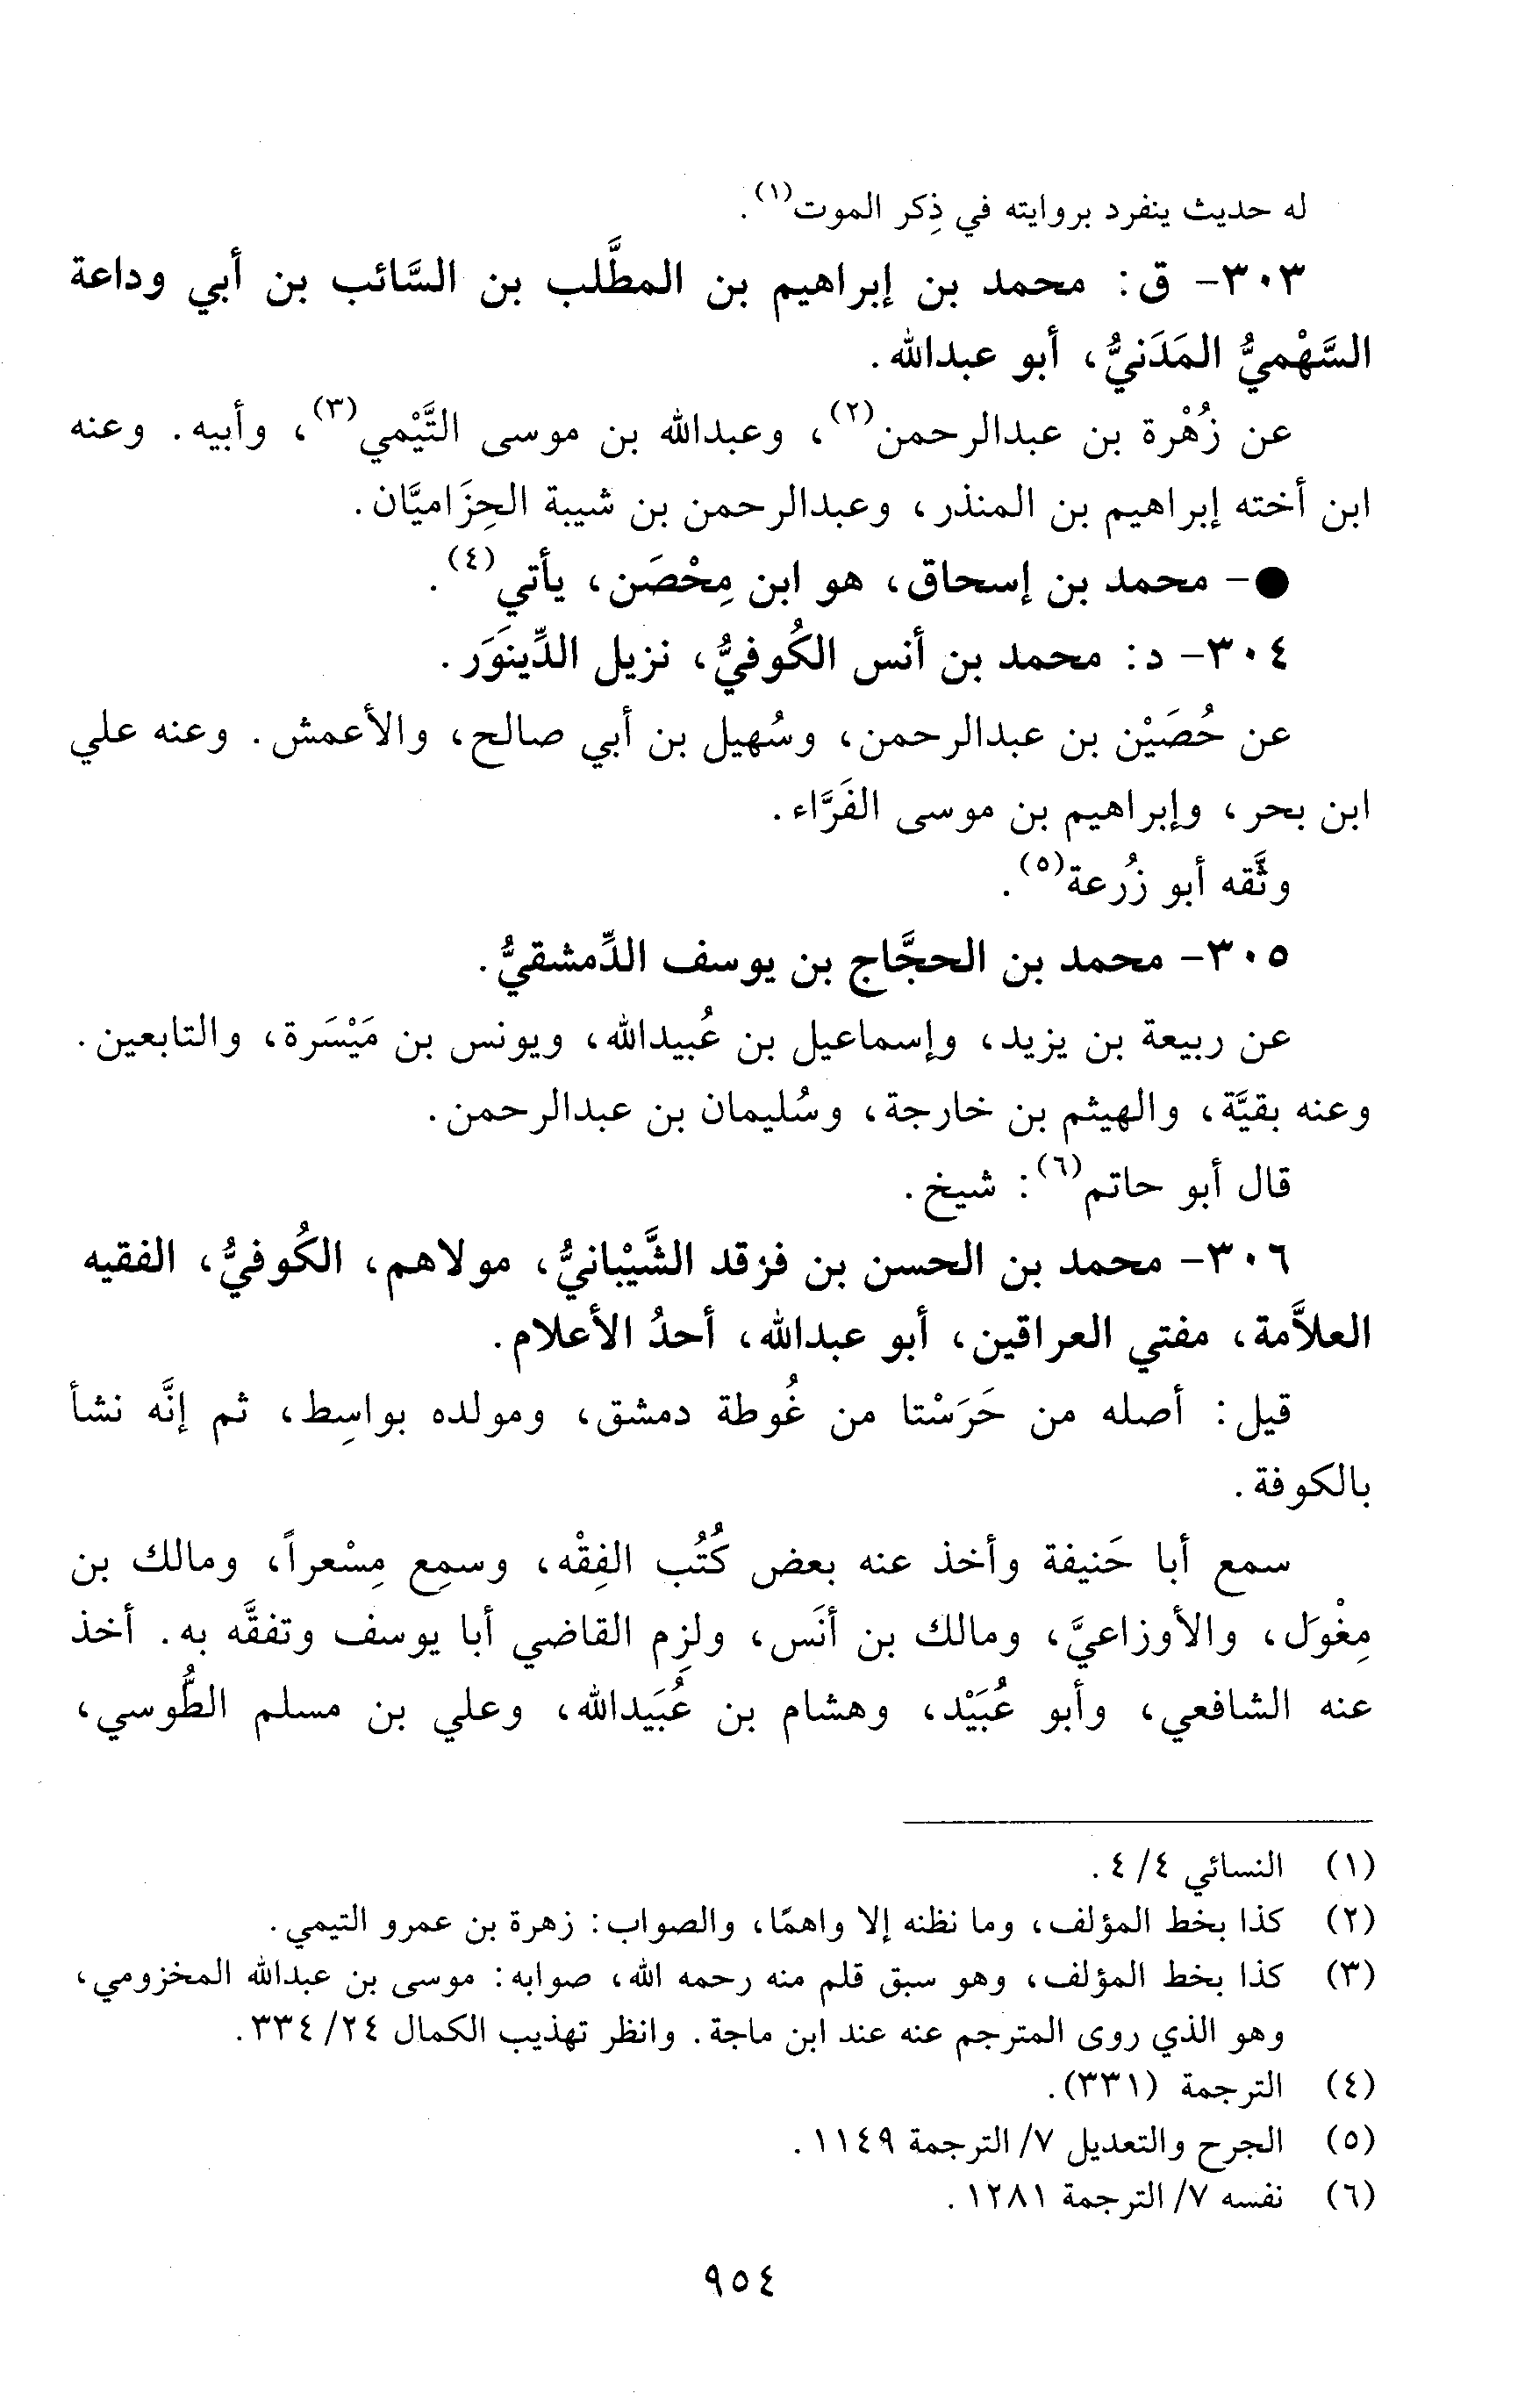 له حديث ينفرد بروايته في ذِكر الموت(١).
٣٠٣- ق: محمد بن إبراهيم بن المطَّلب بن السَّائب بن أبي وداعة
السَّهْميُّ المَدَنيُّ، أبو عبدالله.
عن زُهْرة بن عبدالرحمن(٢)، وعبدالله بن موسى التَّيْمي(٣)، وأبيه. وعنه
ابن أخته إبراهيم بن المنذر، وعبدالرحمن بن شيبة الحِزَاميَّان.
●- محمد بن إسحاق، هو ابن مِحْصَن، يأتي(٤).
٣٠٤- د: محمد بن أنس الكُوفيُّ، نزيل الدِّينَوَر.
عن حُصَيْن بن عبدالرحمن، وسُهيل بن أبي صالح، والأعمش. وعنه علي
ابن بحر، وإبراهيم بن موسى الفَرَّاء.
وثَّقه أبو زُرعة(٥).
٣٠٥- محمد بن الحجَّاج بن يوسف الدِّمشقيُّ.
عن ربيعة بن يزيد، وإسماعيل بن عُبيدالله، ويونس بن مَيْسَرة، والتابعين.
وعنه بقيَّة، والهيثم بن خارجة، وسُليمان بن عبدالرحمن.
قال أبو حاتم(٦): شيخ.
٣٠٦- محمد بن الحسن بن فرقد الشَّيْبانيُّ، مولاهم، الكُوفيُّ، الفقيه
العلاَّمة، مفتي العراقين، أبو عبدالله، أحدُ الأعلام.
قيل: أصله من حَرَسْتا من غُوطة دمشق، ومولده بواسِط، ثم إنَّه نشأ
بالكوفة.
سمع أبا حَنيفة وأخذ عنه بعض كُتُب الفِقْه، وسمِع مِسْعراً، ومالك بن
مِغْوَل، والأوزاعيَّ، ومالك بن أنَس، ولزِم القاضي أبا يوسف وتفقَّه به. أخذ
عنه الشافعي، وأبو عُبَيْد، وهشام بن عُبَيدالله، وعلي بن مسلم الطُّوسي،
(١) النسائي ٤/ ٤.
(٢) كذا بخط المؤلف، وما نظنه إلا واهمًا، والصواب: زهرة بن عمرو التيمي.
(٣) كذا بخط المؤلف، وهو سبق قلم منه رحمه الله، صوابه: موسى بن عبدالله المخزومي،
وهو الذي روى المترجم عنه عند ابن ماجة. وانظر تهذيب الكمال ٢٤/ ٣٣٤.
(٤) الترجمة (٣٣١).
(٥) الجرح والتعديل ٧/ الترجمة ١١٤٩.
(٦) نفسه ٧/ الترجمة ١٢٨١.
٩٥٤